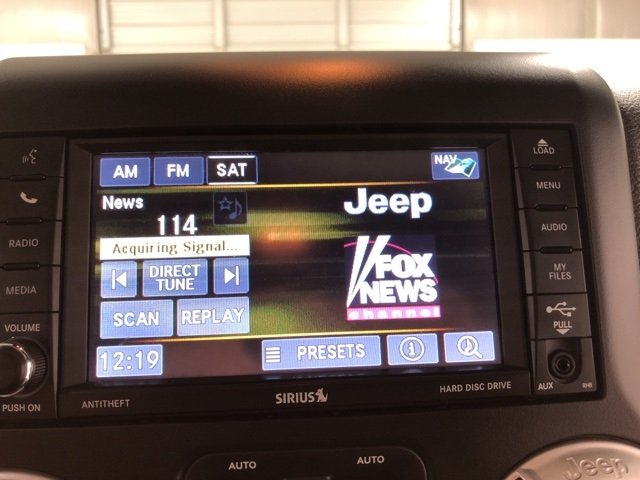 AM FM SAT NAV
News
114
Acquiring Signal...
DIRECT TUNE
SCAN REPLAY
12:19
PRESETS
Jeep
FOX
NEWS
channel
RADIO
MEDIA
VOLUME
PUSH ON
LOAD
MENU
AUDIO
MY
FILES
PULL
AUX RHB
ANTITHEFT SIRIUS HARD DISC DRIVE
AUTO AUTO
Jeep